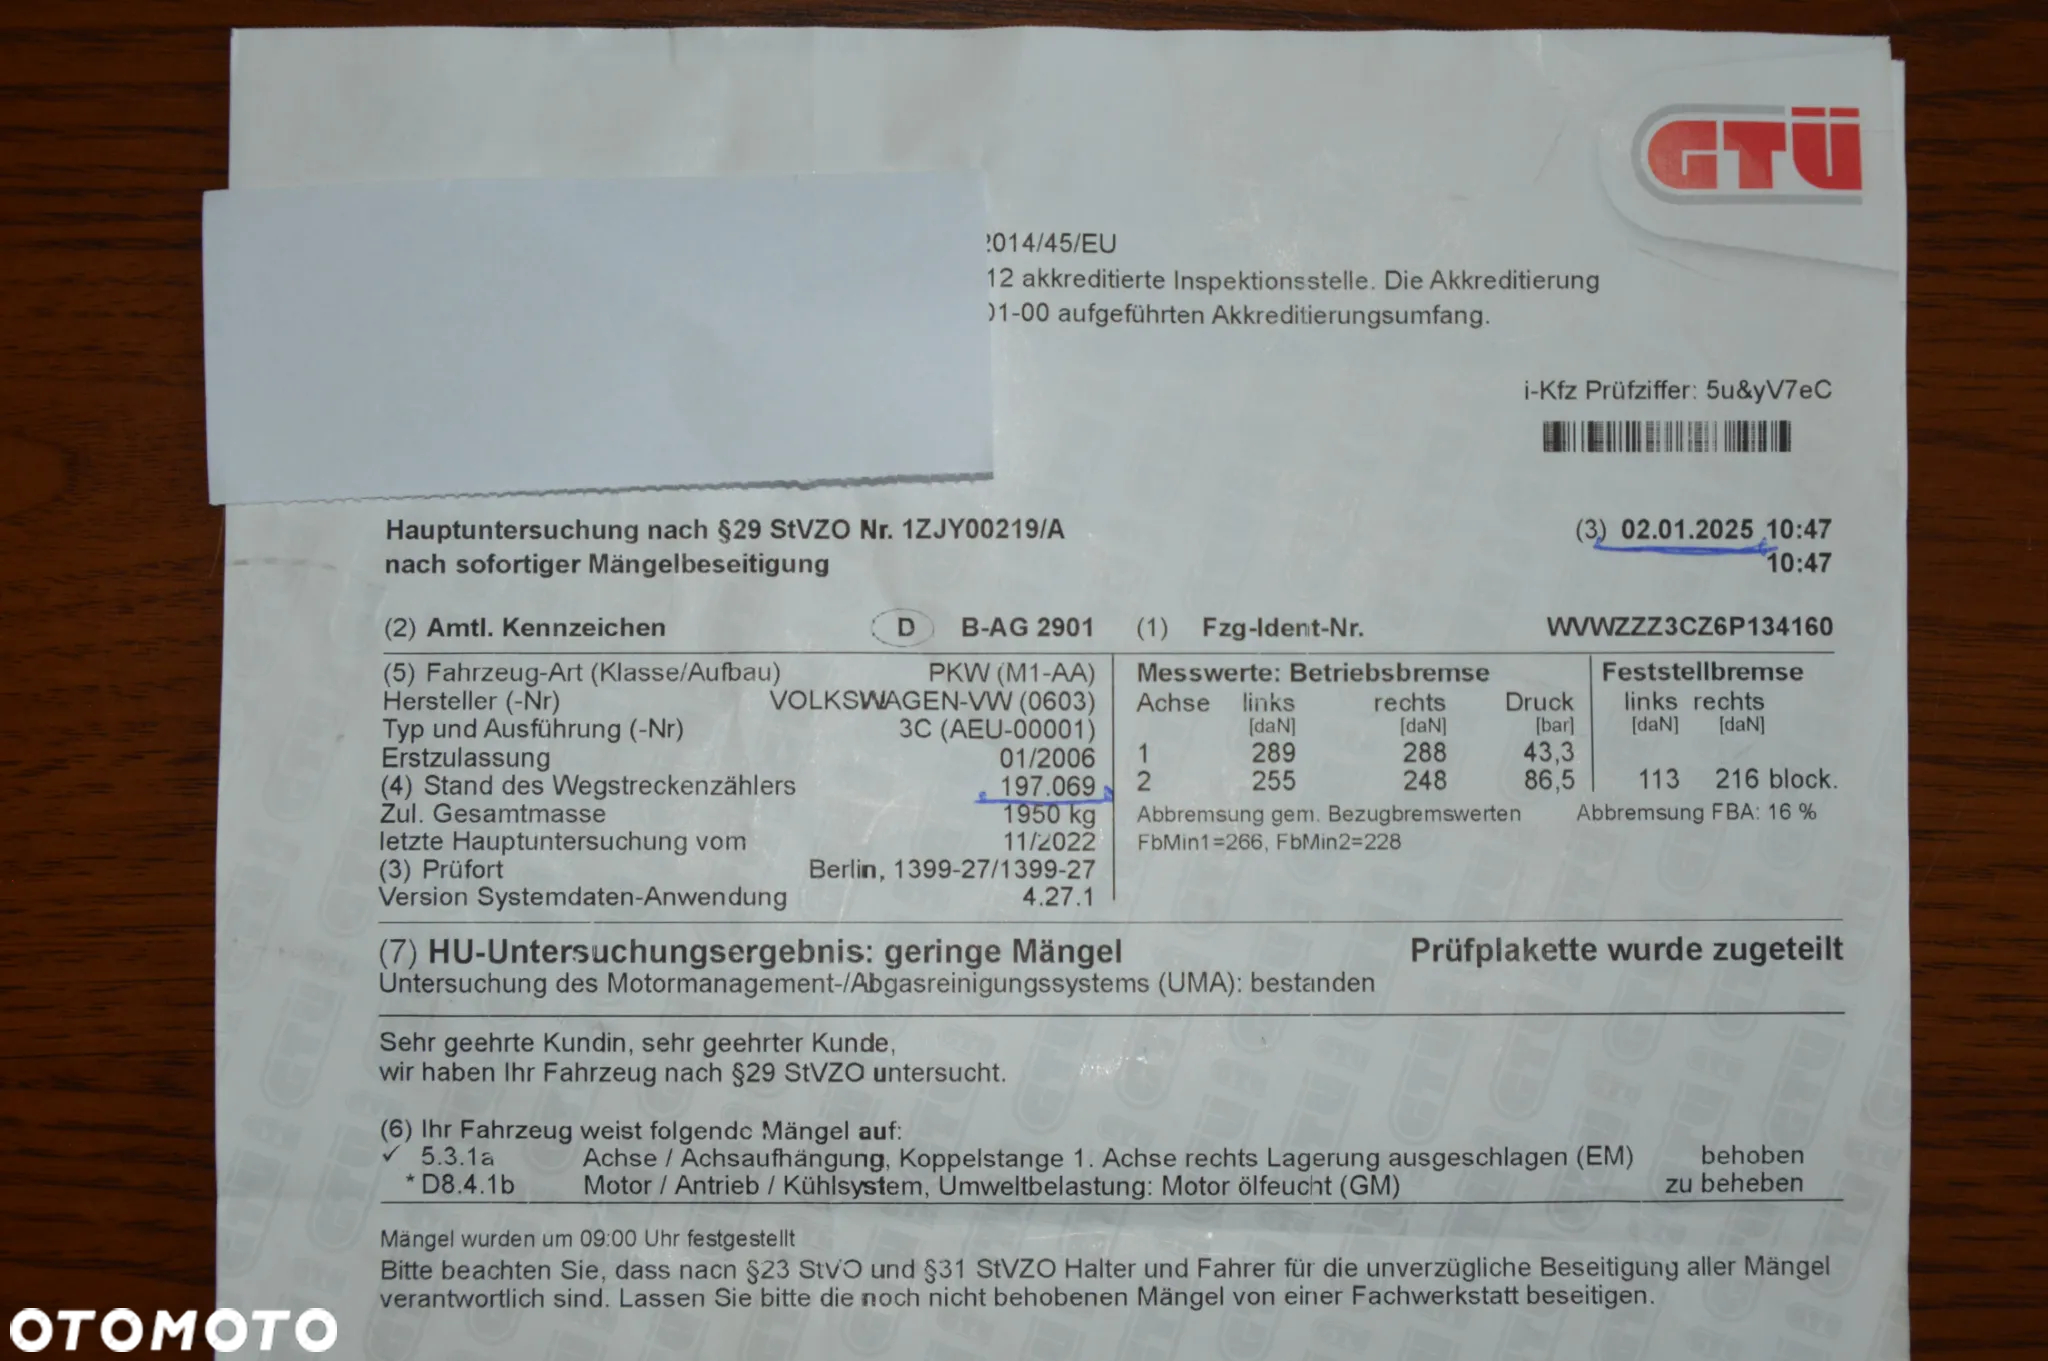 GTÜ
2014/45/EU
12 akkreditierte Inspektionsstelle. Die Akkreditierung
01-00 aufgeführten Akkreditierungsumfang.
i-Kfz Prüfziffer: 5u&yV7eC
Hauptuntersuchung nach §29 StVZO Nr. 1ZJY00219/A (3) 02.01.2025 10:47
nach sofortiger Mängelbeseitigung 10:47
(2) Amtl. Kennzeichen D B-AG 2901 (1) Fzg-Ident-Nr. WVWZZZ3CZ6P134160
(5) Fahrzeug-Art (Klasse/Aufbau) PKW (M1-AA)
Hersteller (-Nr) VOLKSWAGEN-VW (0603)
Typ und Ausführung (-Nr) 3C (AEU-00001)
Erstzulassung 01/2006
(4) Stand des Wegstreckenzählers 197.069
Zul. Gesamtmasse 1950 kg
letzte Hauptuntersuchung vom 11/2022
(3) Prüfort Berlin, 1399-27/1399-27
Version Systemdaten-Anwendung 4.27.1
Messwerte: Betriebsbremse Feststellbremse
Achse links rechts Druck links rechts
[daN] [daN] [bar] [daN] [daN]
1 289 288 43,3
2 255 248 86,5 113 216 block.
Abbremsung gem. Bezugbremswerten Abbremsung FBA: 16 %
FbMin1=266, FbMin2=228
(7) HU-Untersuchungsergebnis: geringe Mängel Prüfplakette wurde zugeteilt
Untersuchung des Motormanagement-/Abgasreinigungssystems (UMA): bestanden
Sehr geehrte Kundin, sehr geehrter Kunde,
wir haben Ihr Fahrzeug nach §29 StVZO untersucht.
(6) Ihr Fahrzeug weist folgende Mängel auf:
✓ 5.3.1a Achse / Achsaufhängung, Koppelstange 1. Achse rechts Lagerung ausgeschlagen (EM) behoben
* D8.4.1b Motor / Antrieb / Kühlsystem, Umweltbelastung: Motor ölfeucht (GM) zu beheben
Mängel wurden um 09:00 Uhr festgestellt
Bitte beachten Sie, dass nach §23 StVO und §31 StVZO Halter und Fahrer für die unverzügliche Beseitigung aller Mängel
verantwortlich sind. Lassen Sie bitte die noch nicht behobenen Mängel von einer Fachwerkstatt beseitigen.
OTOMOTO